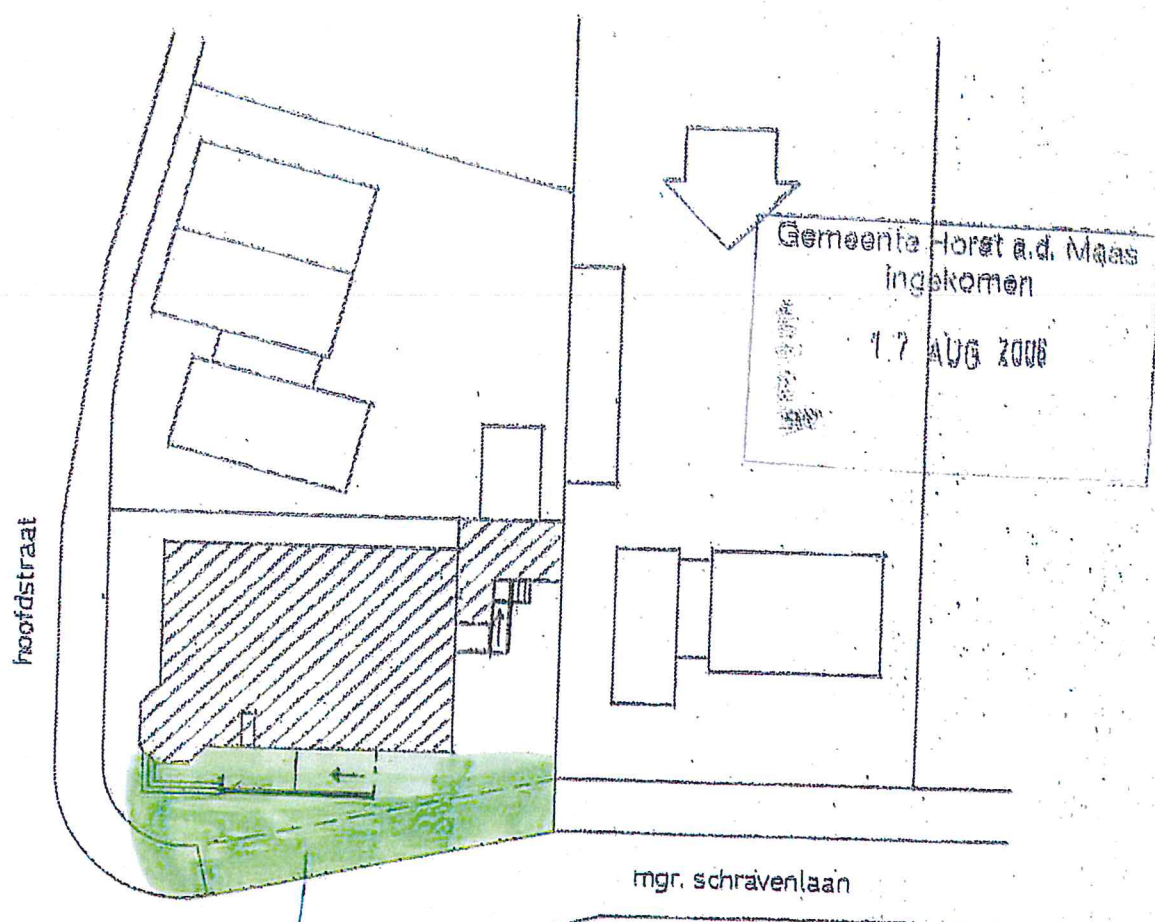 Gemeente Horst a.d. Maas
ingekomen
17 AUG 2006
hoofdstraat
mgr. schravenlaan